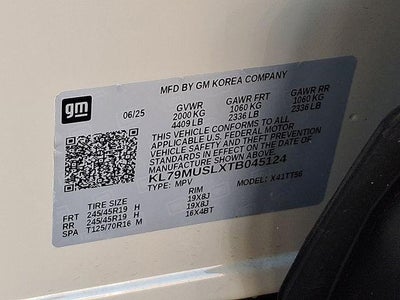 gm
MFD BY GM KOREA COMPANY
06/25 GVWR GAWR FRT GAWR RR
2000 KG 1060 KG 1060 KG
4409 LB 2336 LB 2336 LB
THIS VEHICLE CONFORMS TO ALL
APPLICABLE U.S. FEDERAL MOTOR
VEHICLE SAFETY AND THEFT PREVENTION
STANDARDS IN EFFECT ON THE DATE OF
MANUFACTURE SHOWN ABOVE.
KL79MUSLXTB045124
TYPE: MPV MODEL: X41TT56
TIRE SIZE RIM
FRT 245/45R19 H 19X8J
RR 245/45R19 H 19X8J
SPA T125/70R16 M 16X4BT